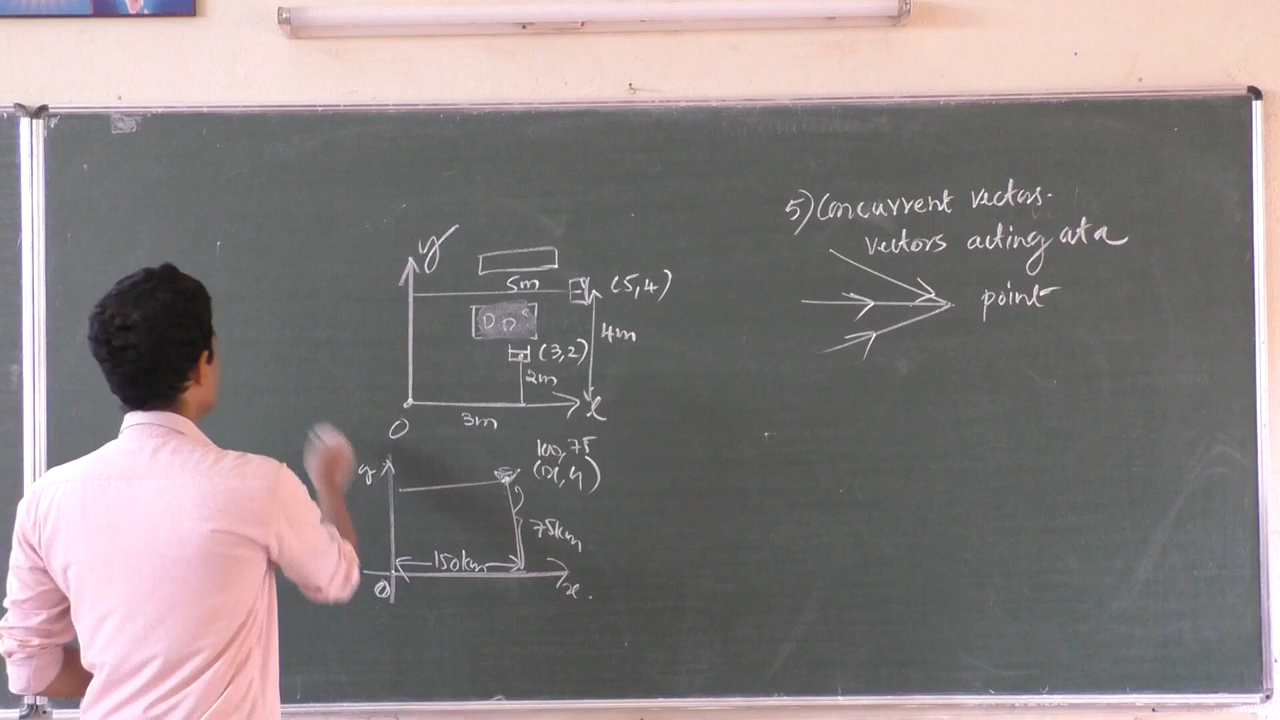 y
5m
(5,4)
4m
(3,2)
2m
3m
x
O
y
100,75
(x,y)
75km
150km
O
x.
5) Concurrent vectors.
vectors acting at a
point